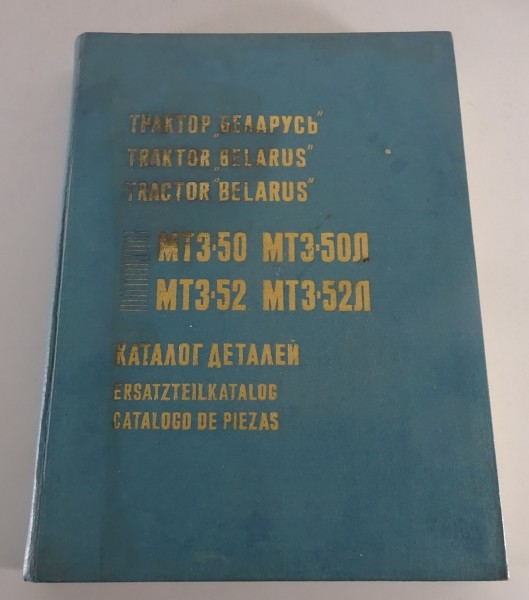 ТРАКТОР „БЕЛАРУСЬ"
TRAKTOR „BELARUS"
TRACTOR "BELARUS"
МТЗ-50 МТЗ-50Л
МТЗ-52 МТЗ-52Л
КАТАЛОГ ДЕТАЛЕЙ
ERSATZTEILKATALOG
CATALOGO DE PIEZAS